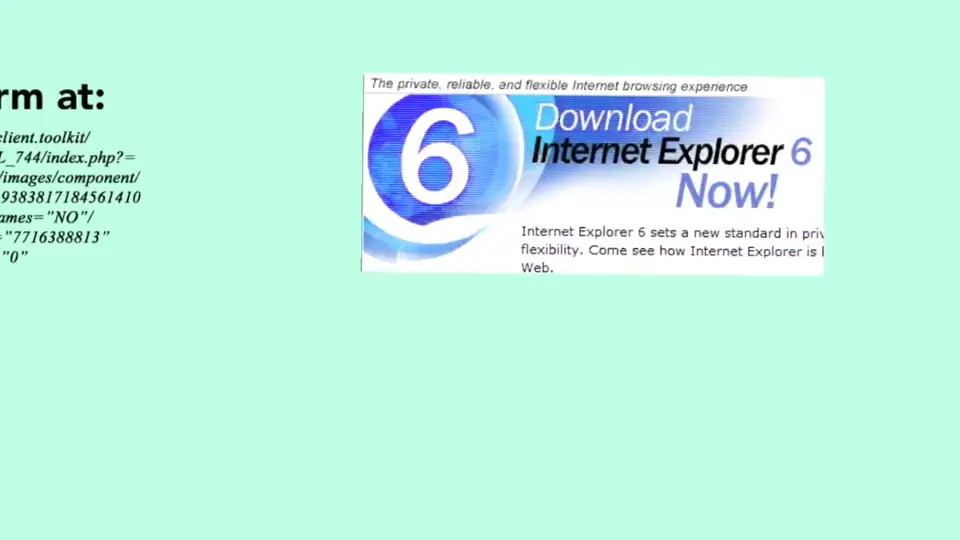 rm at:
client.toolkit/
L_744/index.php?=
/images/component/
9383817184561410
ames="NO"/
="7716388813"
"0"
The private, reliable, and flexible Internet browsing experience
6
Download
Internet Explorer 6
Now!
Internet Explorer 6 sets a new standard in priv
flexibility. Come see how Internet Explorer is l
Web.